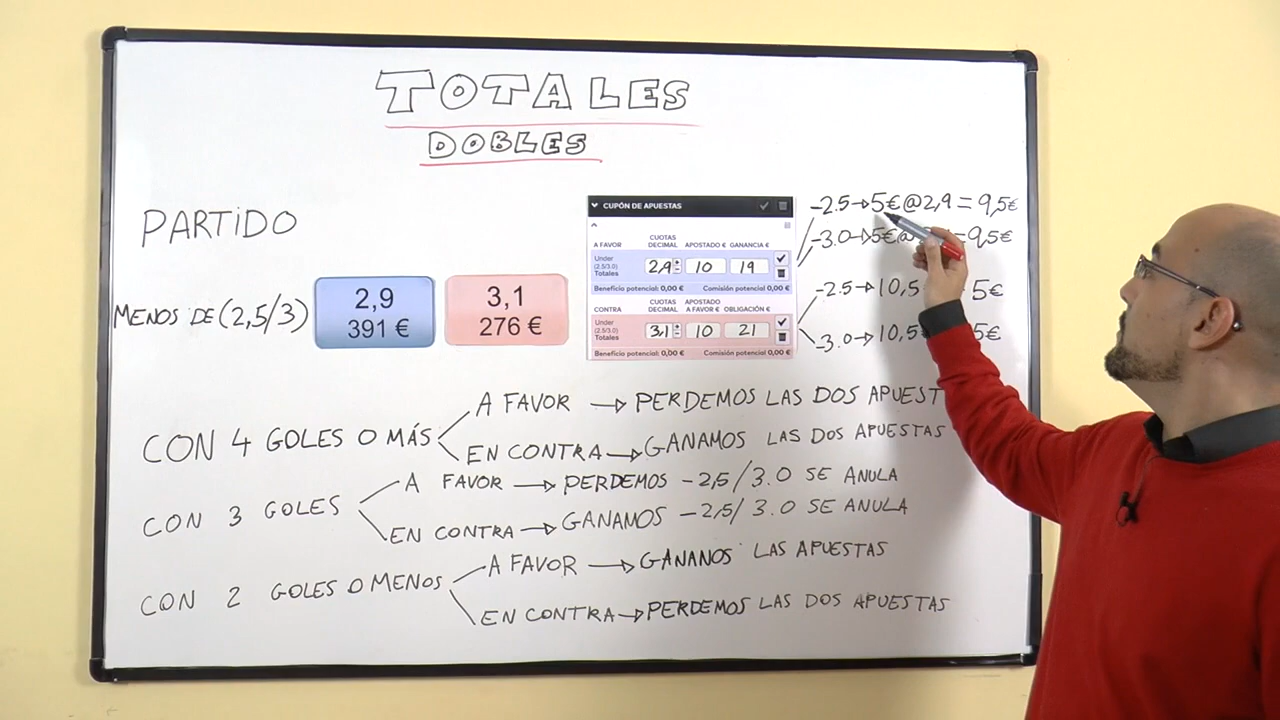 TOTALES
DOBLES
PARTIDO
MENOS DE (2,5/3)
2,9
391 €
3,1
276 €
CUPÓN DE APUESTAS
A FAVOR CUOTAS DECIMAL APOSTADO € GANANCIA €
Under (2.5/3.0) Totales 2,9 10 19
Beneficio potencial: 0,00 € Comisión potencial 0,00 €
CONTRA CUOTAS DECIMAL APOSTADO A FAVOR € OBLIGACIÓN €
Under (2.5/3.0) Totales 3,1 10 21
Beneficio potencial: 0,00 € Comisión potencial 0,00 €
-2.5→5€@2,9=9,5€
-3.0→5€@ =9,5€
-2.5→10,5 5€
-3.0→10,5 5€
CON 4 GOLES O MÁS
A FAVOR → PERDEMOS LAS DOS APUEST
EN CONTRA → GANAMOS LAS DOS APUESTAS
CON 3 GOLES
A FAVOR → PERDEMOS -2,5/3.0 SE ANULA
EN CONTRA → GANAMOS -2,5/3.0 SE ANULA
CON 2 GOLES O MENOS
A FAVOR → GANANOS LAS APUESTAS
EN CONTRA → PERDEMOS LAS DOS APUESTAS